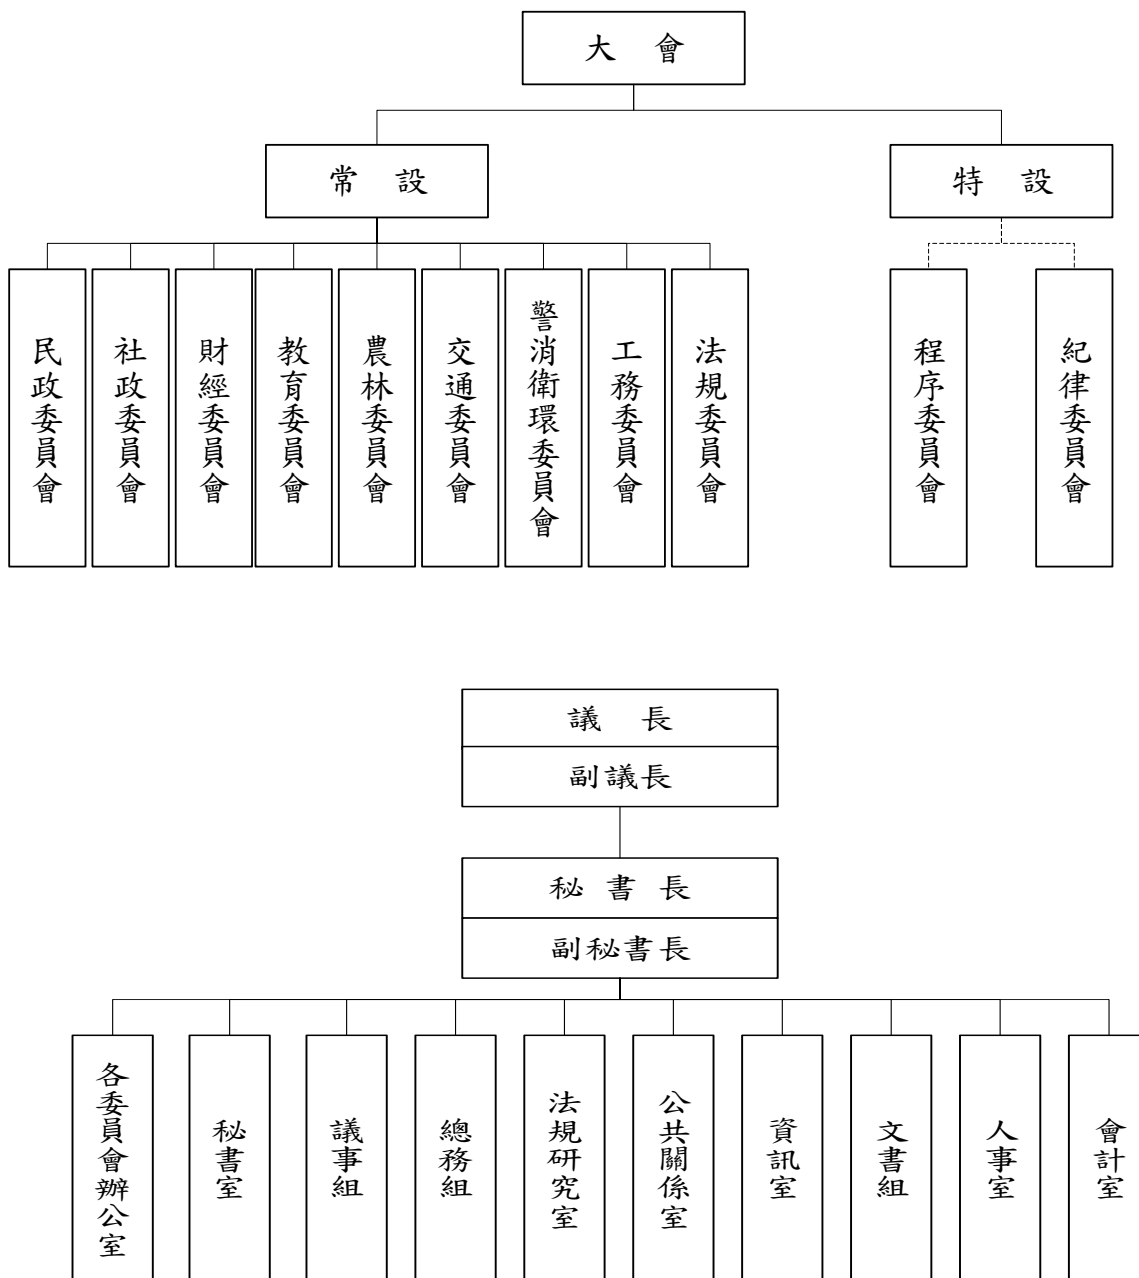 大 會
常 設
特 設
民政委員會
社政委員會
財經委員會
教育委員會
農林委員會
交通委員會
警消衛環委員會
工務委員會
法規委員會
程序委員會
紀律委員會
議 長
副議長
秘 書 長
副秘書長
各委員會辦公室
秘書室
議事組
總務組
法規研究室
公共關係室
資訊室
文書組
人事室
會計室